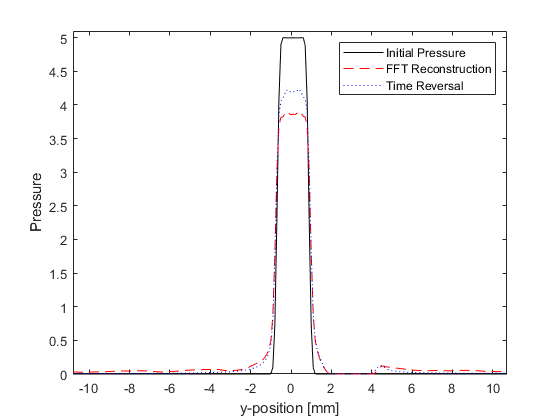 5
4.5
4
3.5
3
2.5
2
1.5
1
0.5
0
Pressure
Initial Pressure
FFT Reconstruction
Time Reversal
-10 -8 -6 -4 -2 0 2 4 6 8 10
y-position [mm]